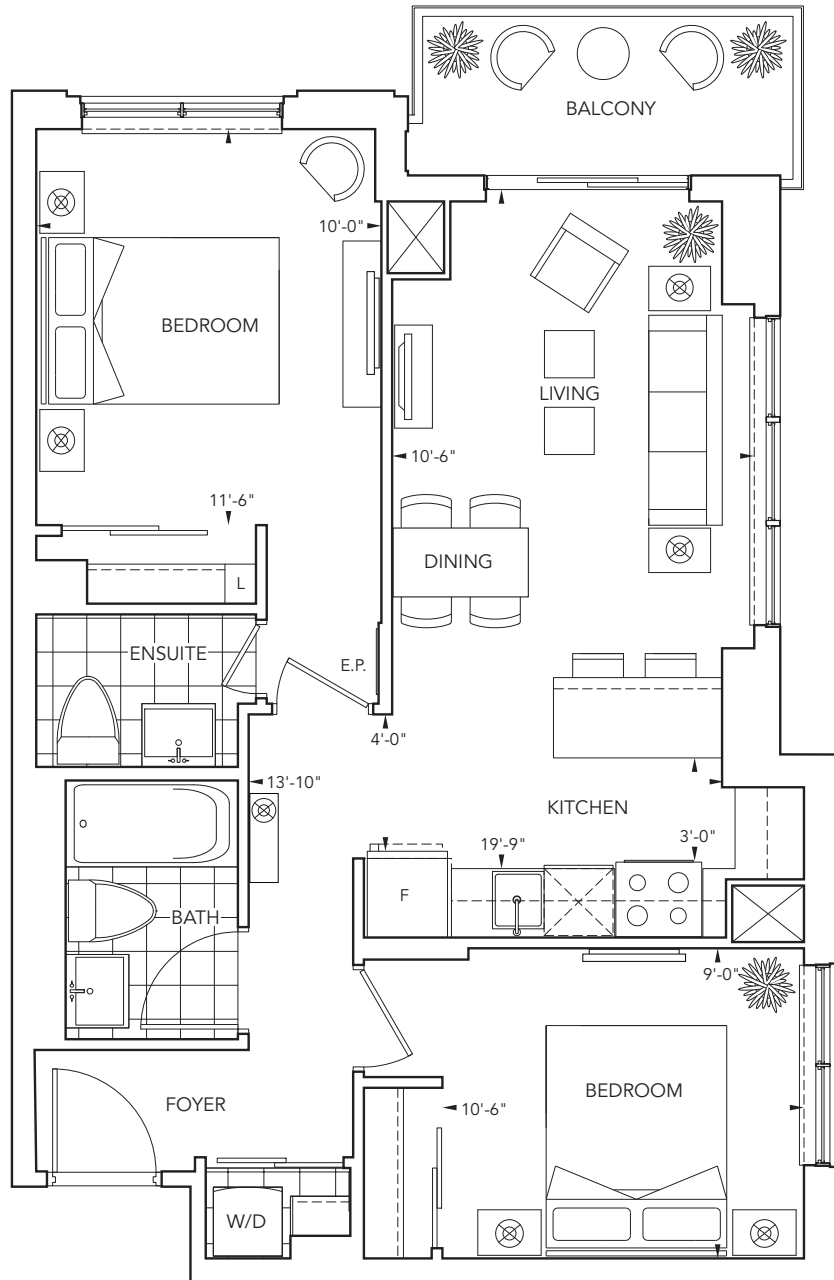 BALCONY
10'-0"
BEDROOM
LIVING
10'-6"
11'-6"
DINING
L
ENSUITE
E.P.
4'-0"
13'-10"
KITCHEN
19'-9"
3'-0"
F
BATH
9'-0"
BEDROOM
10'-6"
FOYER
W/D